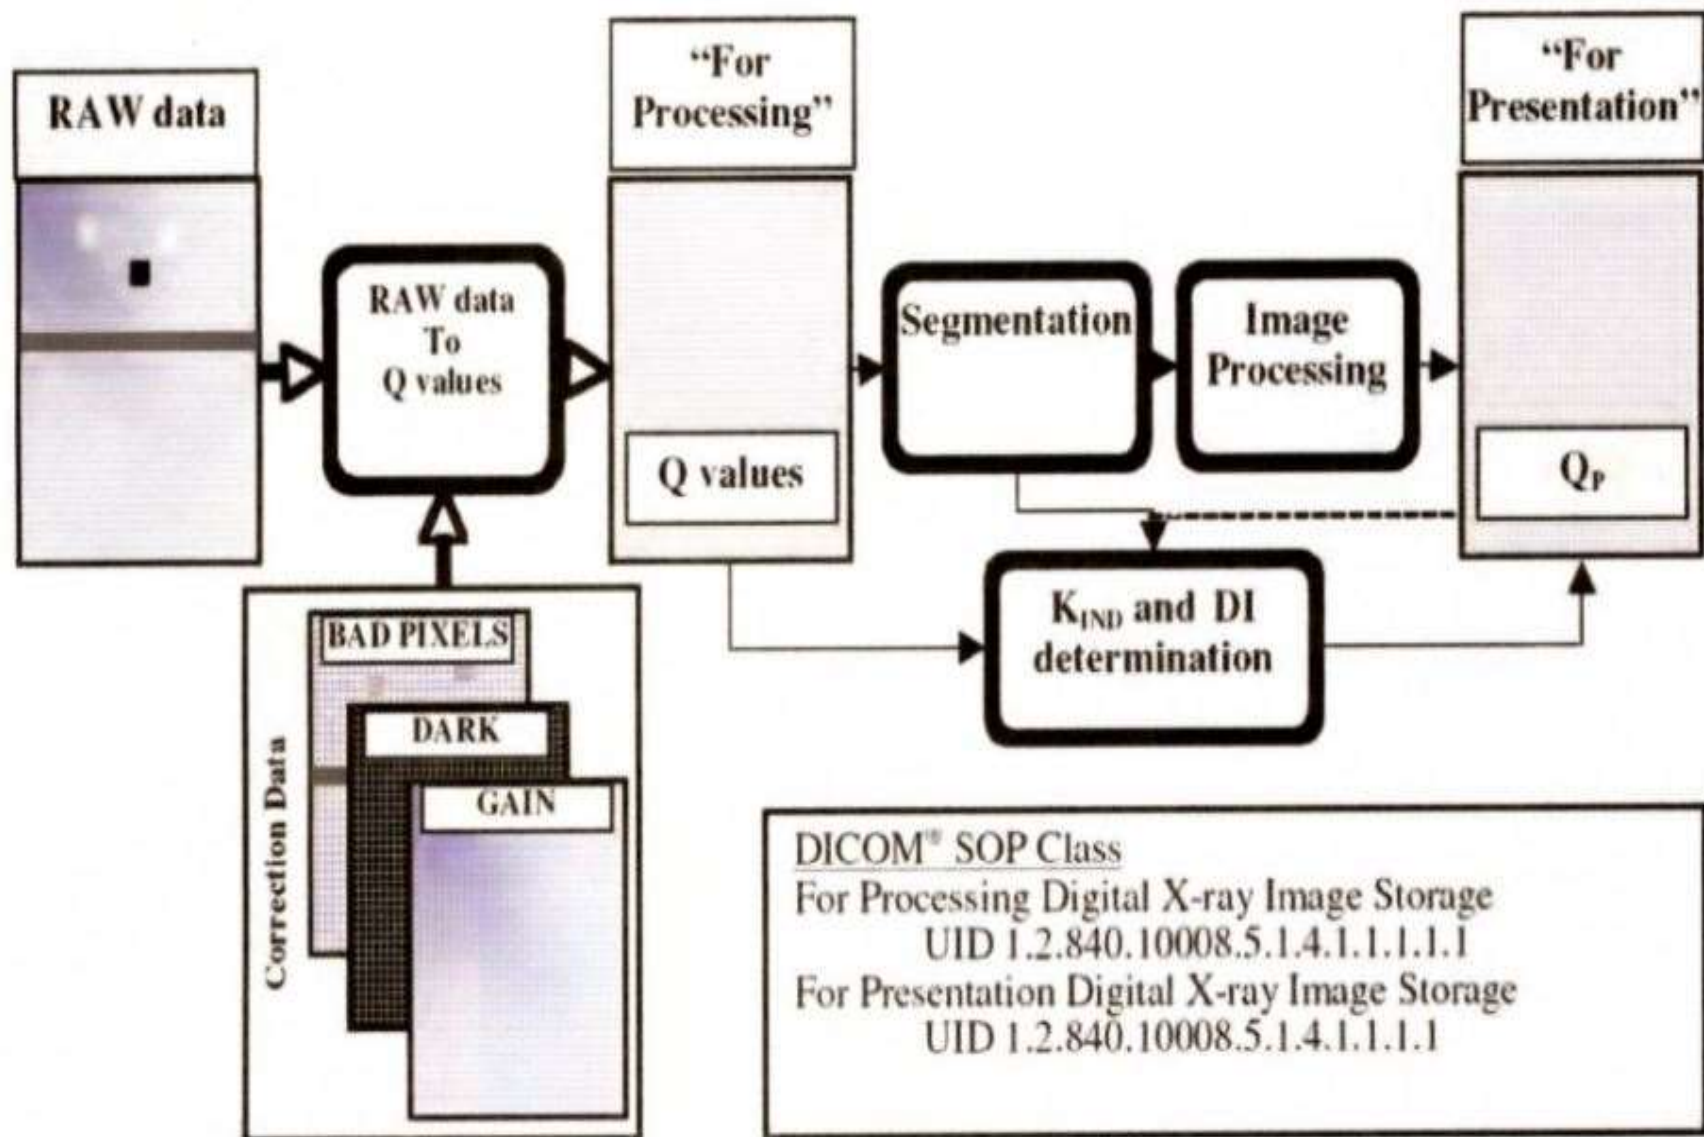 RAW data
“For
Processing”
“For
Presentation”
RAW data
To
Q values
Segmentation
Image
Processing
Q values
Q_P
K_IND and DI
determination
Correction Data
BAD PIXELS
DARK
GAIN
DICOM® SOP Class
For Processing Digital X-ray Image Storage
UID 1.2.840.10008.5.1.4.1.1.1.1.1
For Presentation Digital X-ray Image Storage
UID 1.2.840.10008.5.1.4.1.1.1.1